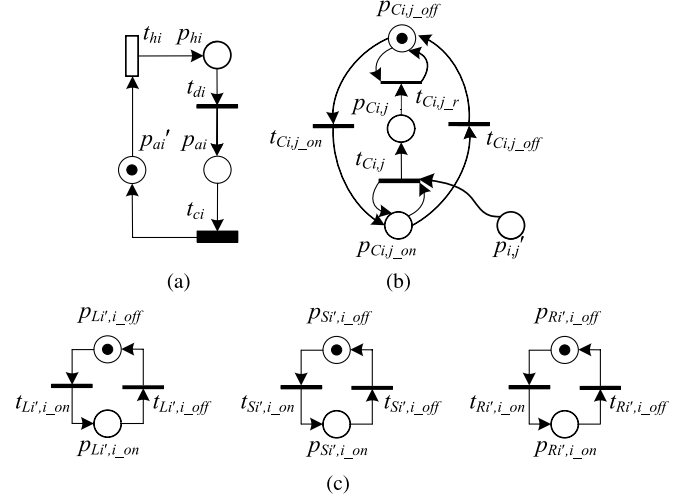 t_hi p_hi
t_di
p_ai' p_ai
t_ci
(a)
p_Ci,j_off
p_Ci,j t_Ci,j_r
t_Ci,j_on t_Ci,j t_Ci,j_off
p_Ci,j_on p_i,j'
(b)
p_Li',i_off p_Si',i_off p_Ri',i_off
t_Li',i_on t_Li',i_off t_Si',i_on t_Si',i_off t_Ri',i_on t_Ri',i_off
p_Li',i_on p_Si',i_on p_Ri',i_on
(c)